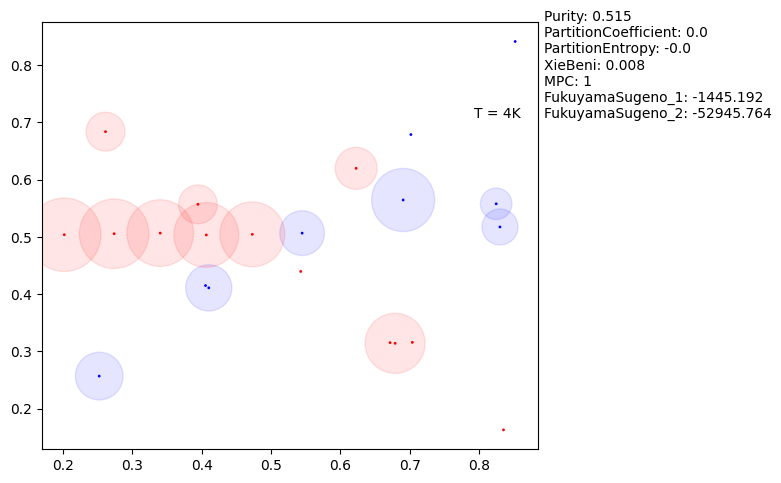 Purity: 0.515
PartitionCoefficient: 0.0
PartitionEntropy: -0.0
XieBeni: 0.008
MPC: 1
FukuyamaSugeno_1: -1445.192
FukuyamaSugeno_2: -52945.764
T = 4K
0.8
0.7
0.6
0.5
0.4
0.3
0.2
0.2 0.3 0.4 0.5 0.6 0.7 0.8